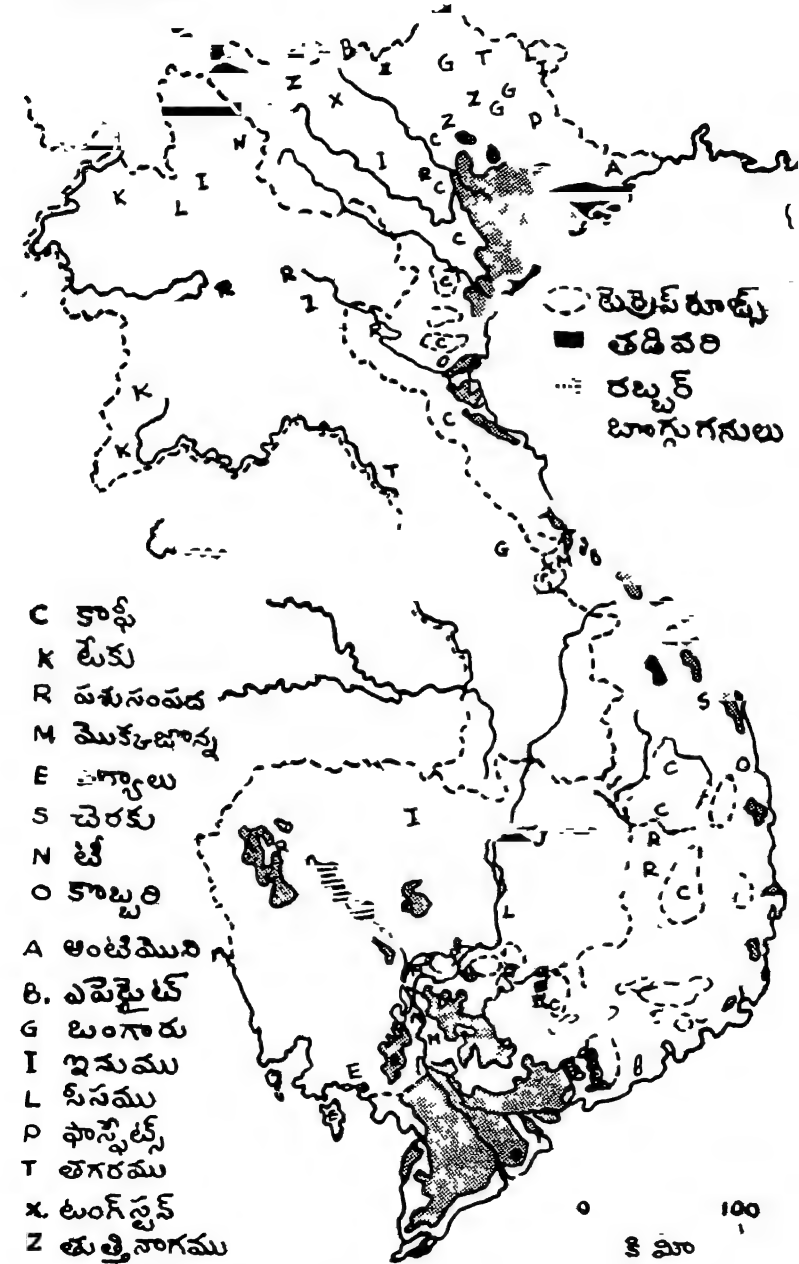 తడివరి
రబ్బర్
బొగ్గుగనులు
C కాఫీ
K టేకు
R పశుసంపద
M మొక్కజొన్న
E
S చెరకు
N టీ
O కొబ్బరి
A ఆంటిమొని
B. ఎపెటైట్
G బంగారు
I ఇనుము
L సీసము
P ఫాస్ఫేట్స్
T తగరము
X. టంగ్‌స్టన్
Z తుత్తినాగము
0 100
కి మీ